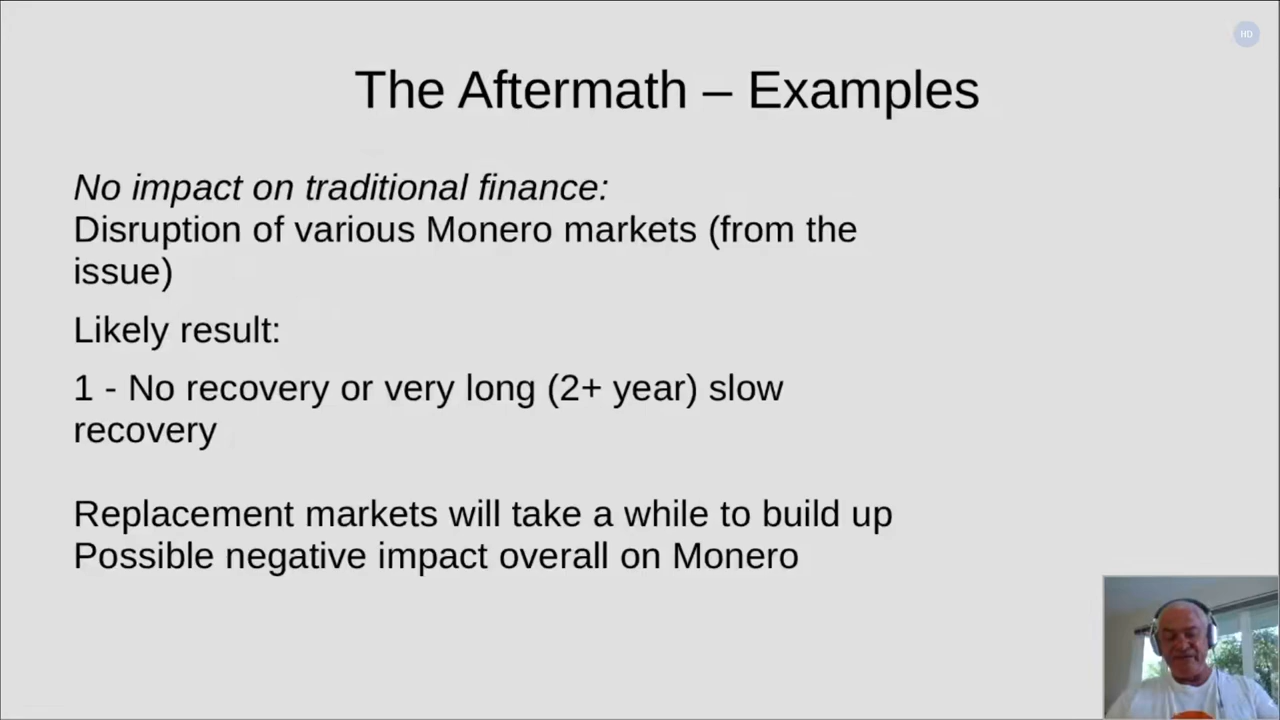 ND
The Aftermath – Examples
No impact on traditional finance:
Disruption of various Monero markets (from the
issue)
Likely result:
1 - No recovery or very long (2+ year) slow
recovery
Replacement markets will take a while to build up
Possible negative impact overall on Monero